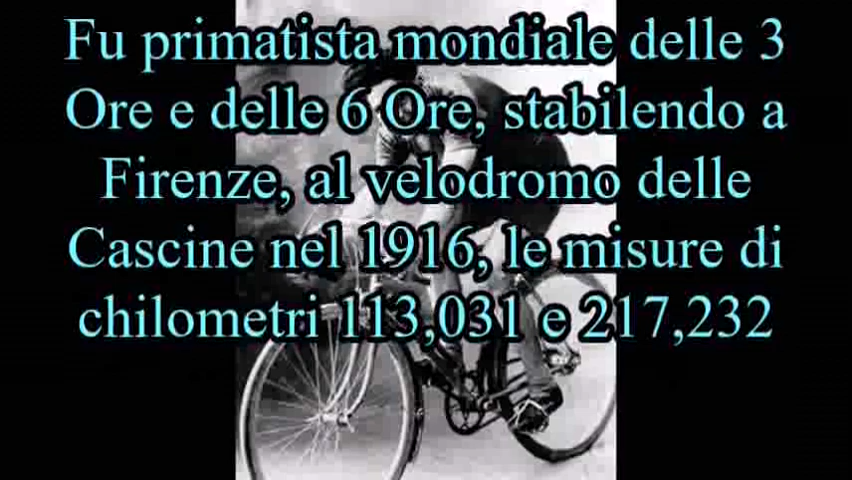 Fu primatista mondiale delle 3
Ore e delle 6 Ore, stabilendo a
Firenze, al velodromo delle
Cascine nel 1916, le misure di
chilometri 113,031 e 217,232